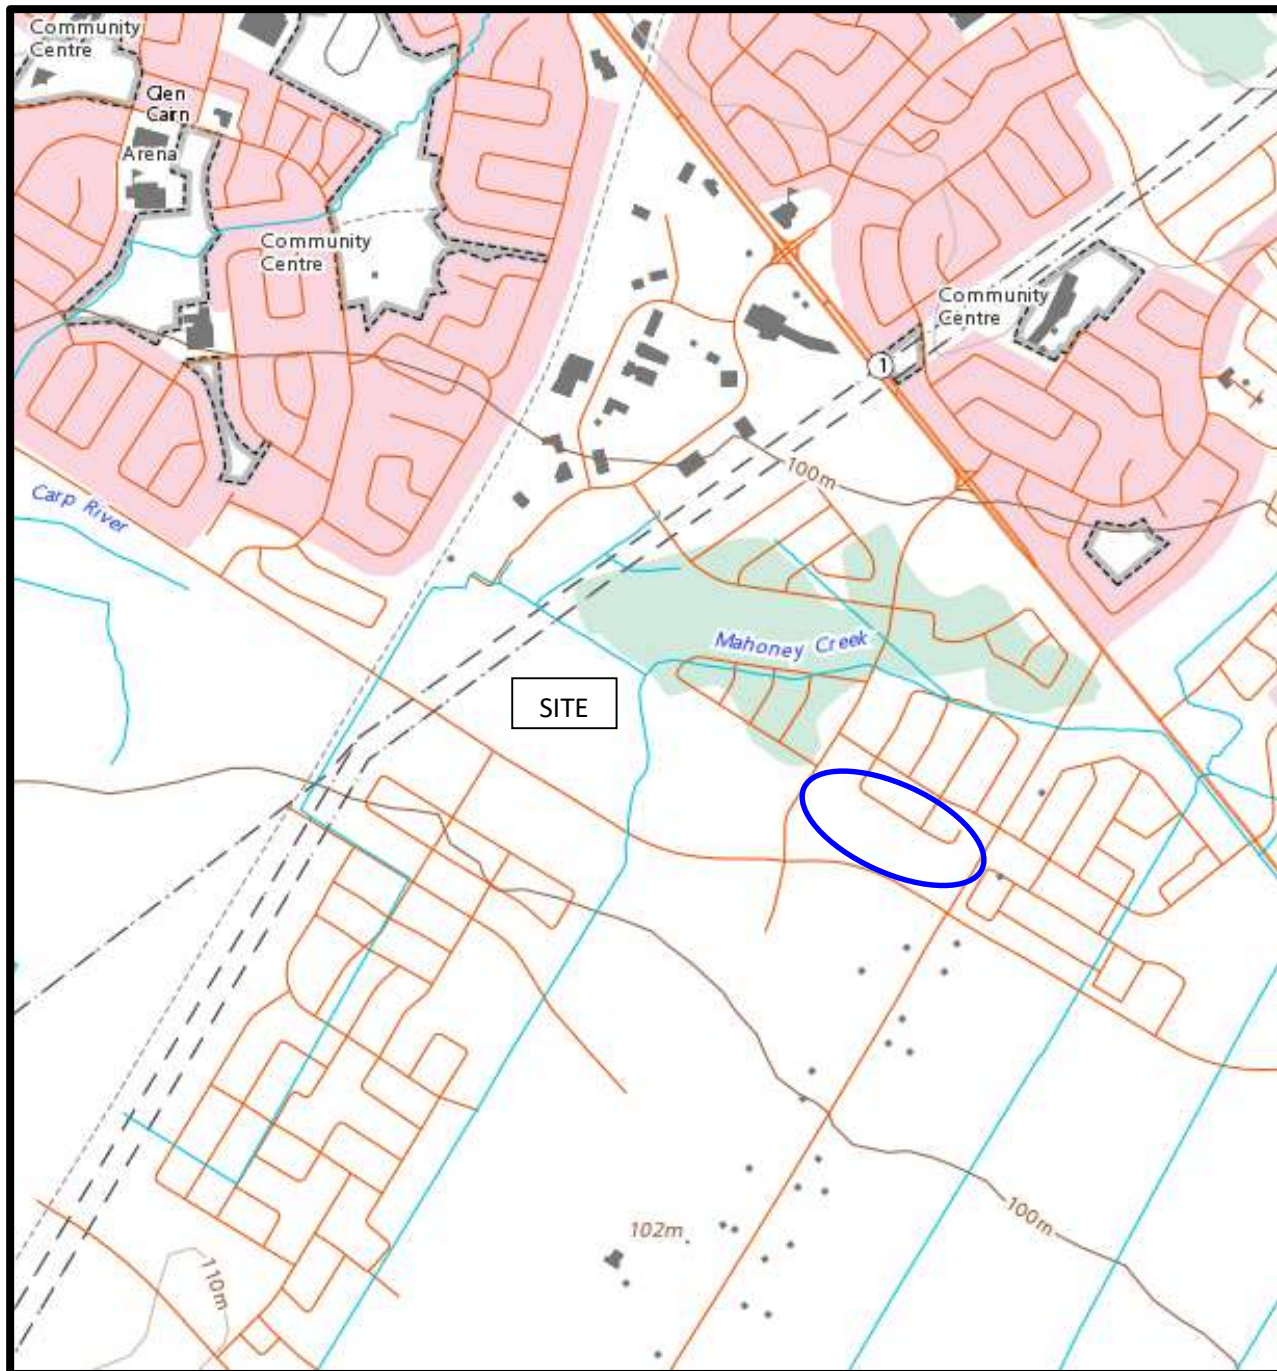 Community
Centre
Glen
Cairn
Arena
Community
Centre
Community
Centre
1
100m
Carp River
Mahoney Creek
SITE
100m
102m
110m